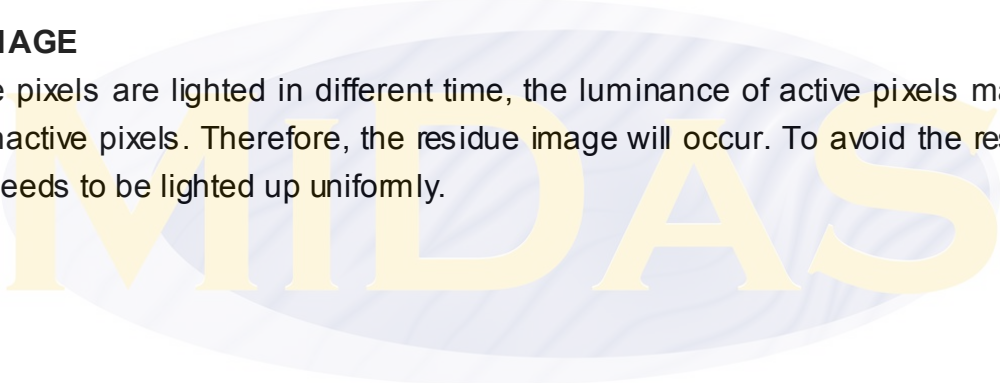 IAGE
e pixels are lighted in different time, the luminance of active pixels ma
nactive pixels. Therefore, the residue image will occur. To avoid the res
eeds to be lighted up uniformly.
MIDAS